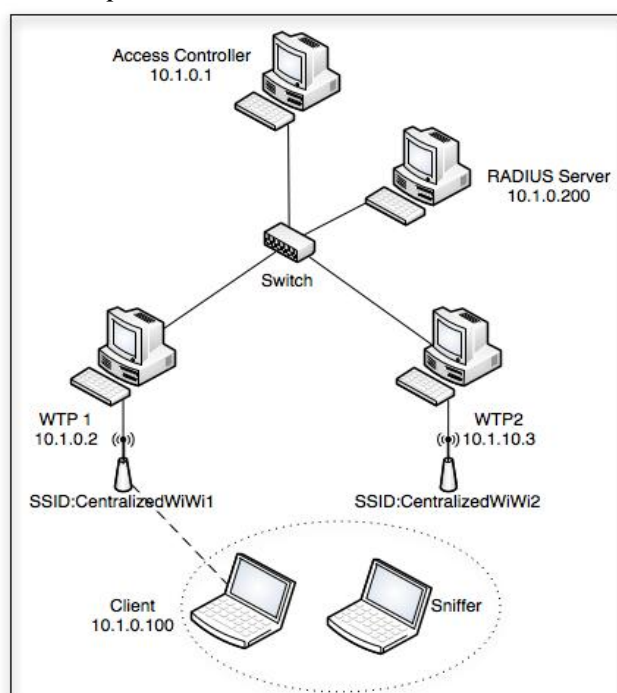 Access Controller
10.1.0.1
RADIUS Server
10.1.0.200
Switch
WTP 1
10.1.0.2
WTP2
10.1.10.3
SSID:CentralizedWiWi1
SSID:CentralizedWiWi2
Client
10.1.0.100
Sniffer